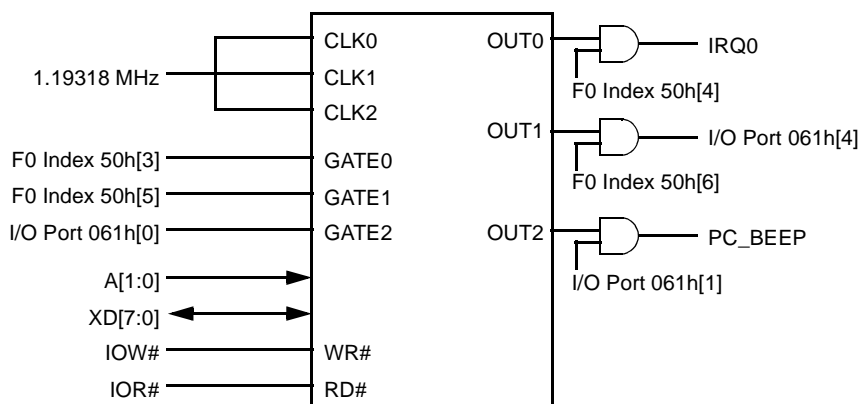 CLK0
OUT0
IRQ0
1.19318 MHz
CLK1
F0 Index 50h[4]
CLK2
OUT1
I/O Port 061h[4]
F0 Index 50h[3]
GATE0
F0 Index 50h[6]
F0 Index 50h[5]
GATE1
I/O Port 061h[0]
GATE2
OUT2
PC_BEEP
A[1:0]
I/O Port 061h[1]
XD[7:0]
IOW#
WR#
IOR#
RD#